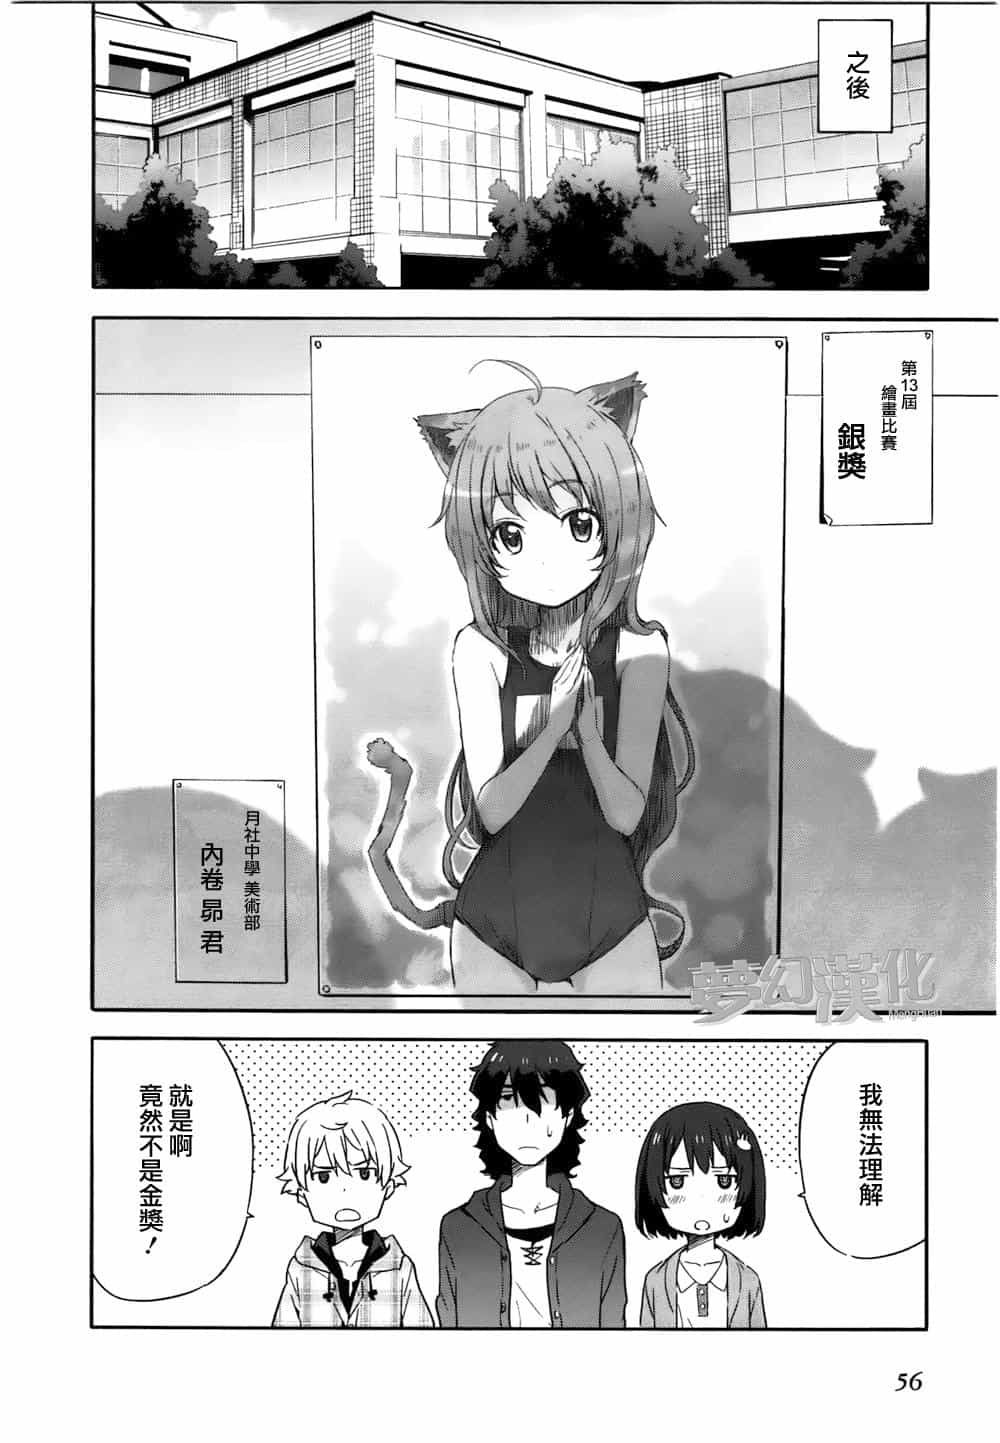 之後
第13屆
繪畫比賽
銀獎
月社中學 美術部
內卷 昴 君
夢幻漢化
我無法理解
就是啊
竟然不是金獎！
56